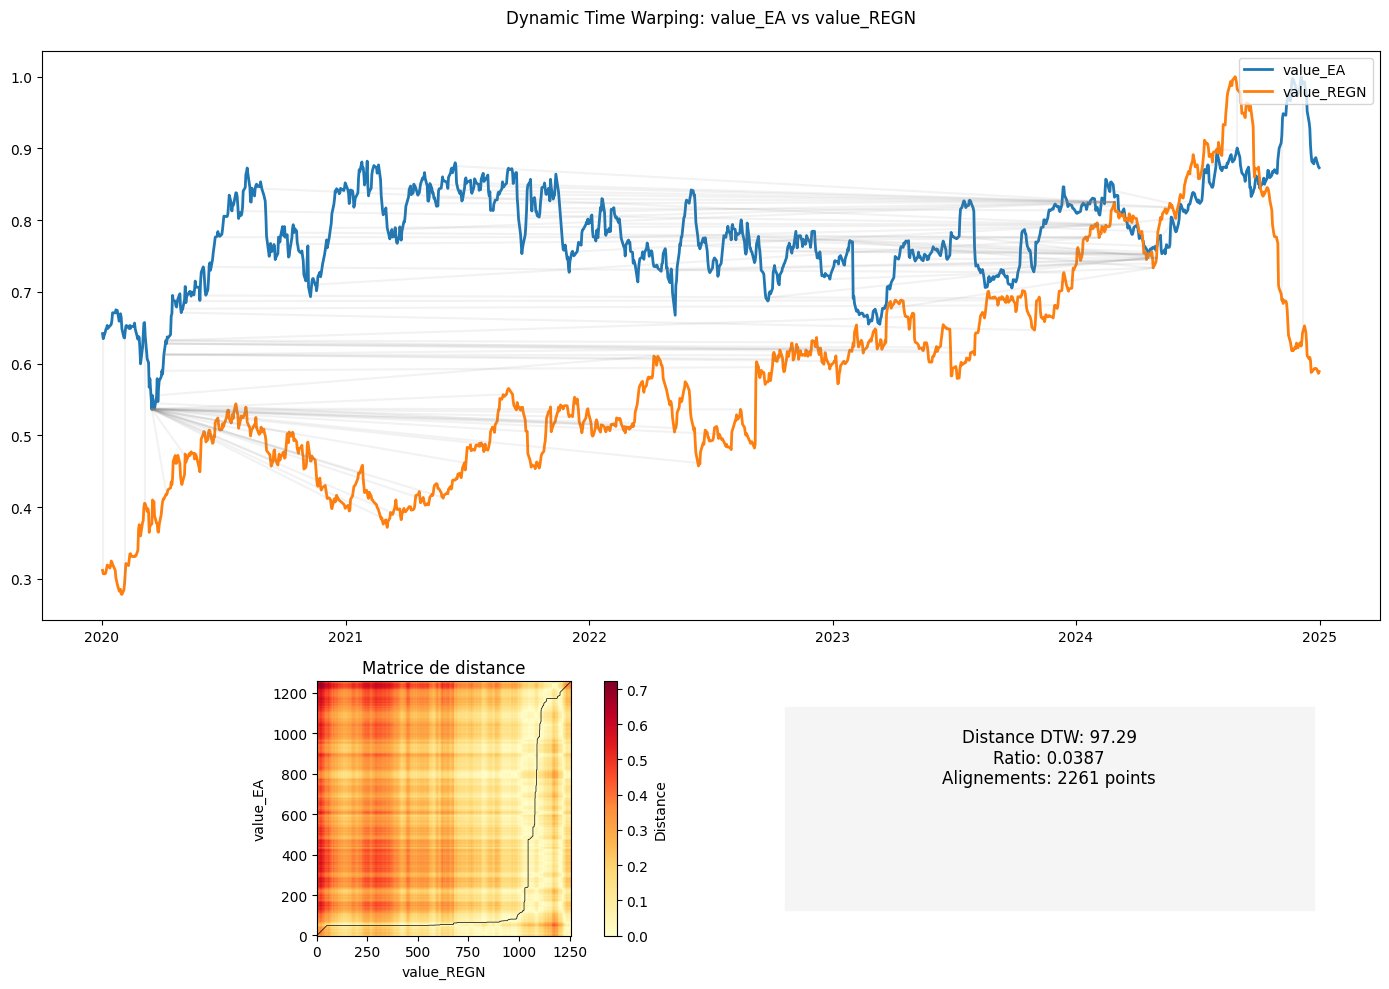 Dynamic Time Warping: value_EA vs value_REGN
value_EA
value_REGN
1.0
0.9
0.8
0.7
0.6
0.5
0.4
0.3
2020 2021 2022 2023 2024 2025
Matrice de distance
value_EA
1200
1000
800
600
400
200
0
0 250 500 750 1000 1250
value_REGN
0.7
0.6
0.5
0.4
0.3
0.2
0.1
0.0
Distance
Distance DTW: 97.29
Ratio: 0.0387
Alignements: 2261 points